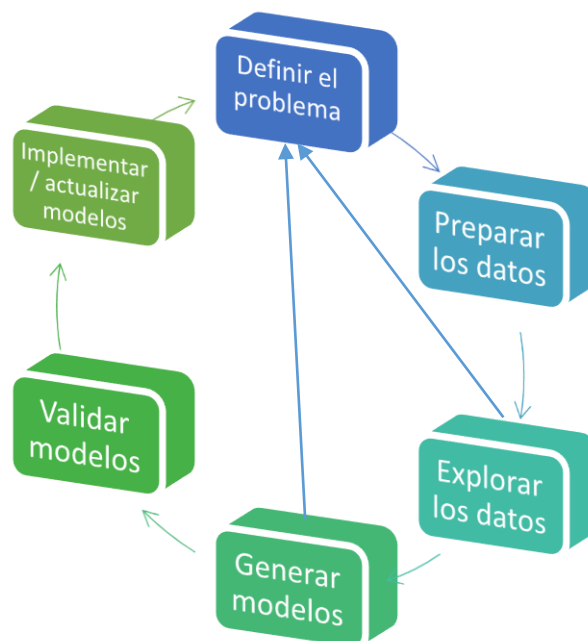 Definir el
problema
Preparar
los datos
Explorar
los datos
Generar
modelos
Validar
modelos
Implementar
/ actualizar
modelos